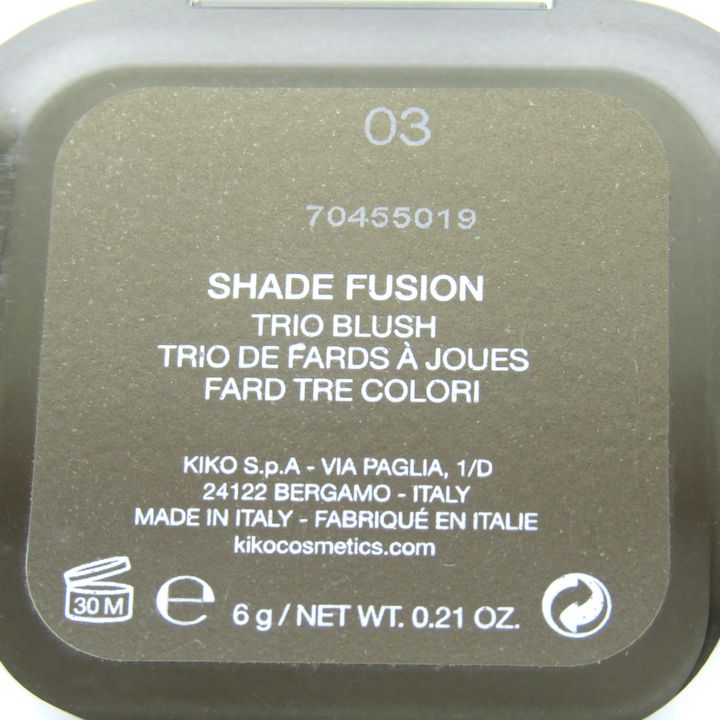 03
70455019
SHADE FUSION
TRIO BLUSH
TRIO DE FARDS À JOUES
FARD TRE COLORI
KIKO S.p.A - VIA PAGLIA, 1/D
24122 BERGAMO - ITALY
MADE IN ITALY - FABRIQUÉ EN ITALIE
kikocosmetics.com
30 M e 6 g / NET WT. 0.21 OZ.